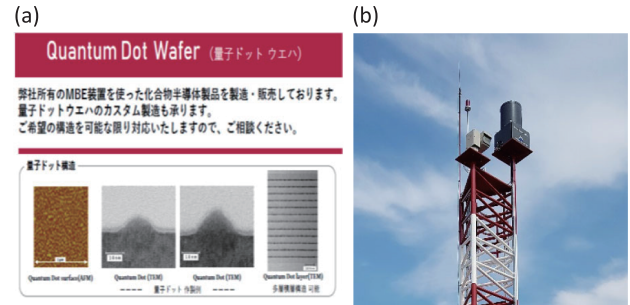 (a)
(b)
Quantum Dot Wafer (量子ドット ウエハ)
弊社所有のMBE装置を使った化合物半導体製品を製造・販売しております。
量子ドットウエハのカスタム製造も承ります。
ご希望の構造を可能な限り対応いたしますので、ご相談ください。
量子ドット構造
Quantum Dot surface(AFM)
Quantum Dot (TEM)
Quantum Dot (TEM)
Quantum Dot layer(TEM)
量子ドット 作製例
多層積層構造 可能